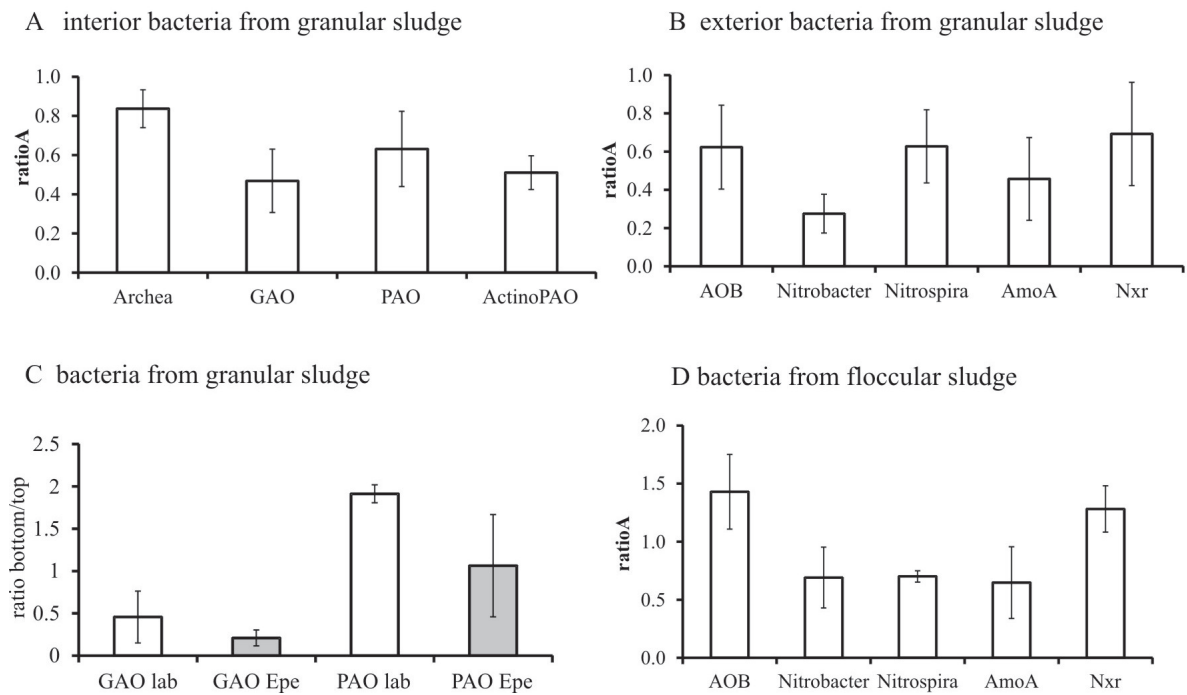 A interior bacteria from granular sludge
1.0
0.8
0.6
0.4
0.2
0.0
ratioA
Archea GAO PAO ActinoPAO
B exterior bacteria from granular sludge
1.0
0.8
0.6
0.4
0.2
0.0
ratioA
AOB Nitrobacter Nitrospira AmoA Nxr
C bacteria from granular sludge
2.5
2
1.5
1
0.5
0
ratio bottom/top
GAO lab GAO Epe PAO lab PAO Epe
D bacteria from floccular sludge
2.0
1.5
1.0
0.5
0.0
ratioA
AOB Nitrobacter Nitrospira AmoA Nxr